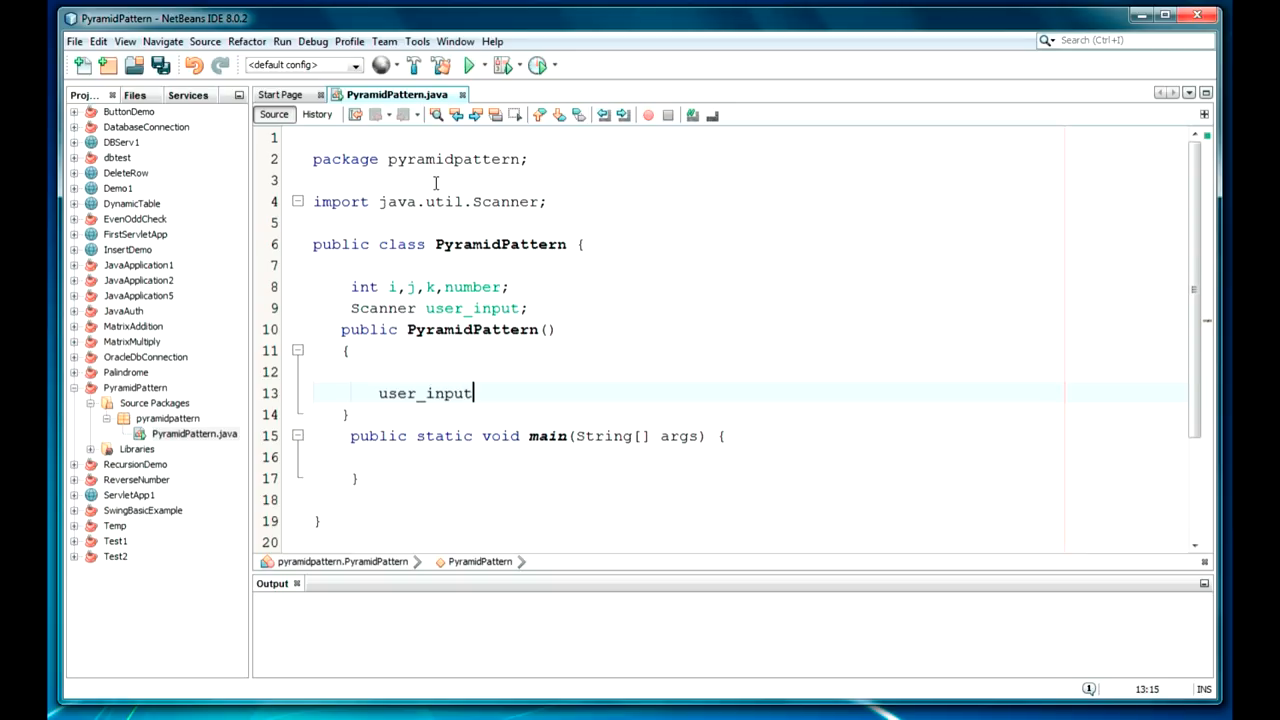 PyramidPattern - NetBeans IDE 8.0.2
File Edit View Navigate Source Refactor Run Debug Profile Team Tools Window Help
Search (Ctrl+I)
<default config>
Proj... Files Services
Start Page PyramidPattern.java
Source History
ButtonDemo
DatabaseConnection
DBServ1
dbtest
DeleteRow
Demo1
DynamicTable
EvenOddCheck
FirstServletApp
InsertDemo
JavaApplication1
JavaApplication2
JavaApplication5
JavaAuth
MatrixAddition
MatrixMultiply
OracleDbConnection
Palindrome
PyramidPattern
Source Packages
pyramidpattern
PyramidPattern.java
Libraries
RecursionDemo
ReverseNumber
ServletApp1
SwingBasicExample
Temp
Test1
Test2
1
2 package pyramidpattern;
3
4 import java.util.Scanner;
5
6 public class PyramidPattern {
7
8 int i,j,k,number;
9 Scanner user_input;
10 public PyramidPattern()
11 {
12
13 user_input
14 }
15 public static void main(String[] args) {
16
17 }
18
19 }
20
pyramidpattern.PyramidPattern PyramidPattern
Output
1 13:15 INS